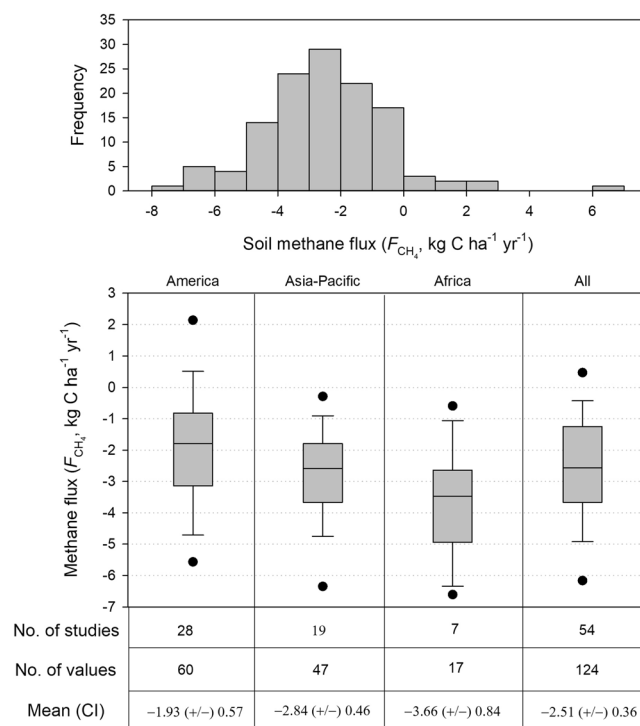 35
30
25
20
15
10
5
0
Frequency
-8 -6 -4 -2 0 2 4 6
Soil methane flux (F_CH₄, kg C ha⁻¹ yr⁻¹)
America Asia-Pacific Africa All
3
2
1
0
-1
-2
-3
-4
-5
-6
-7
Methane flux (F_CH₄, kg C ha⁻¹ yr⁻¹)
No. of studies 28 19 7 54
No. of values 60 47 17 124
Mean (CI) −1.93 (+/−) 0.57 −2.84 (+/−) 0.46 −3.66 (+/−) 0.84 −2.51 (+/−) 0.36